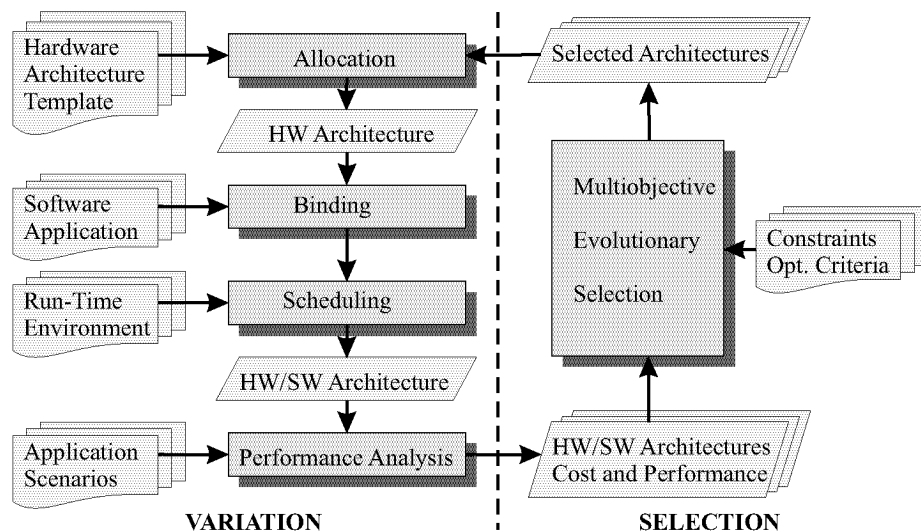 Hardware
Architecture
Template
Allocation
Selected Architectures
HW Architecture
Software
Application
Binding
Multiobjective
Evolutionary
Selection
Constraints
Opt. Criteria
Run-Time
Environment
Scheduling
HW/SW Architecture
Application
Scenarios
Performance Analysis
HW/SW Architectures
Cost and Performance
VARIATION
SELECTION